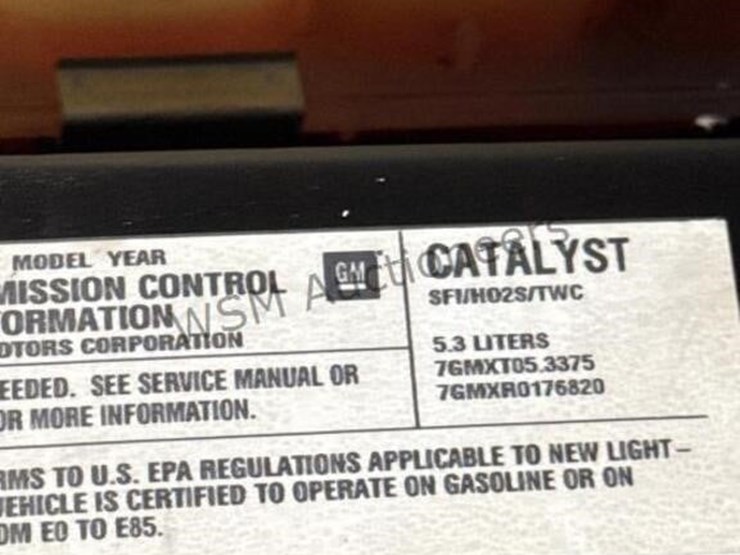 MODEL YEAR
MISSION CONTROL
ORMATION
OTORS CORPORATION
GM
CATALYST
SFI/HO2S/TWC
5.3 LITERS
7GMXT05.3375
7GMXR0176820
EEDED. SEE SERVICE MANUAL OR
OR MORE INFORMATION.
RMS TO U.S. EPA REGULATIONS APPLICABLE TO NEW LIGHT-
VEHICLE IS CERTIFIED TO OPERATE ON GASOLINE OR ON
OM E0 TO E85.
WSM Auctioneers